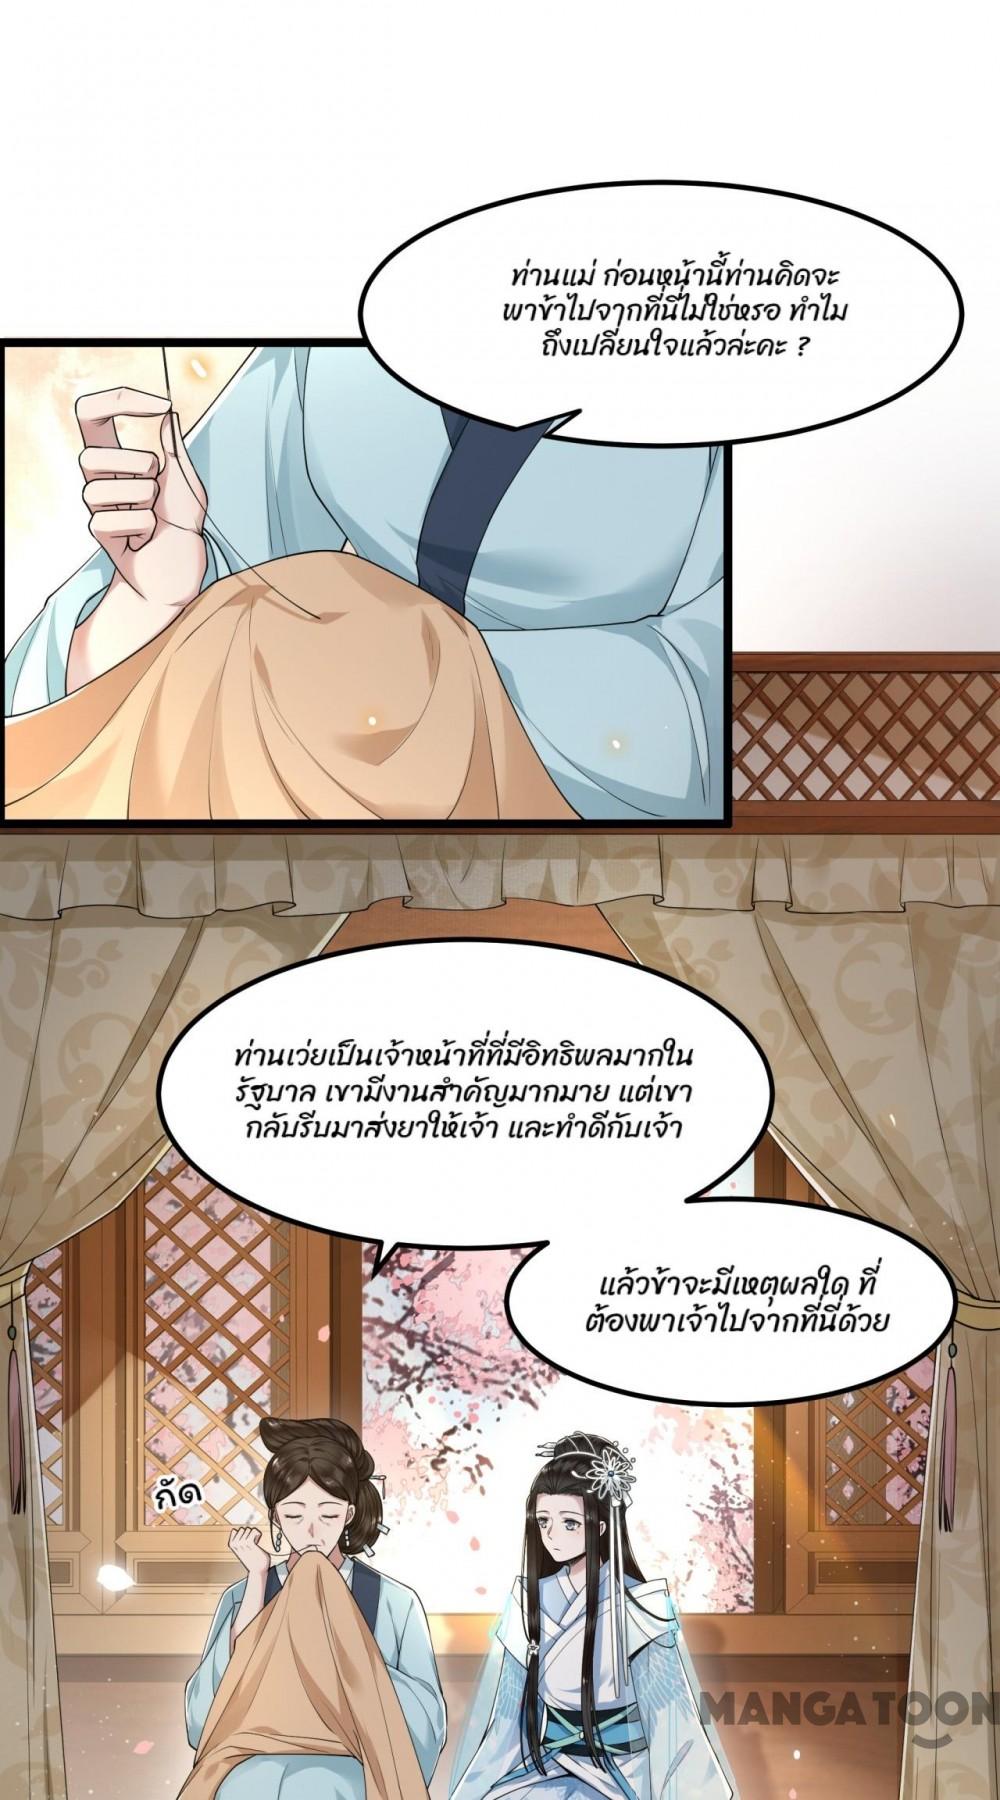 ท่านแม่ ก่อนหน้านี้ท่านคิดจะ
พาข้าไปจากที่นี่ไม่ใช่หรอ ทำไม
ถึงเปลี่ยนใจแล้วล่ะคะ ?
ท่านเว่ยเป็นเจ้าหน้าที่ที่มีอิทธิพลมากใน
รัฐบาล เขามีงานสำคัญมากมาย แต่เขา
กลับรีบมาส่งยาให้เจ้า และทำดีกับเจ้า
แล้วข้าจะมีเหตุผลใด ที่
ต้องพาเจ้าไปจากที่นี่ด้วย
กัด
MANGATOON